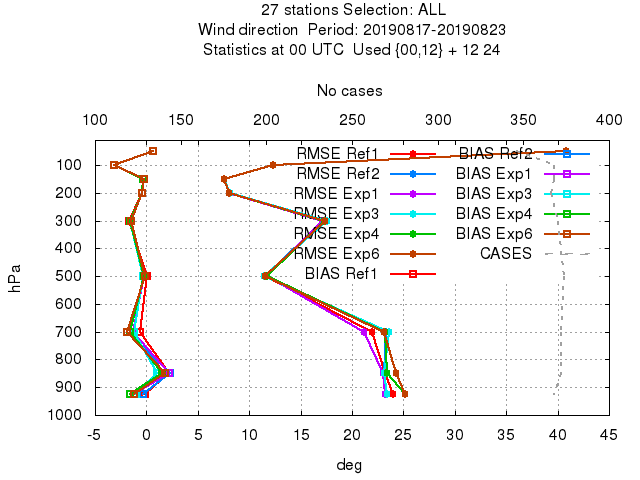 27 stations Selection: ALL
Wind direction  Period: 20190817-20190823
Statistics at 00 UTC  Used {00,12} + 12 24
No cases
100 150 200 250 300 350 400
RMSE Ref1 BIAS Ref2
RMSE Ref2 BIAS Exp1
RMSE Exp1 BIAS Exp3
RMSE Exp3 BIAS Exp4
RMSE Exp4 BIAS Exp6
RMSE Exp6 CASES
BIAS Ref1
100
200
300
400
500
600
700
800
900
1000
hPa
-5 0 5 10 15 20 25 30 35 40 45
deg